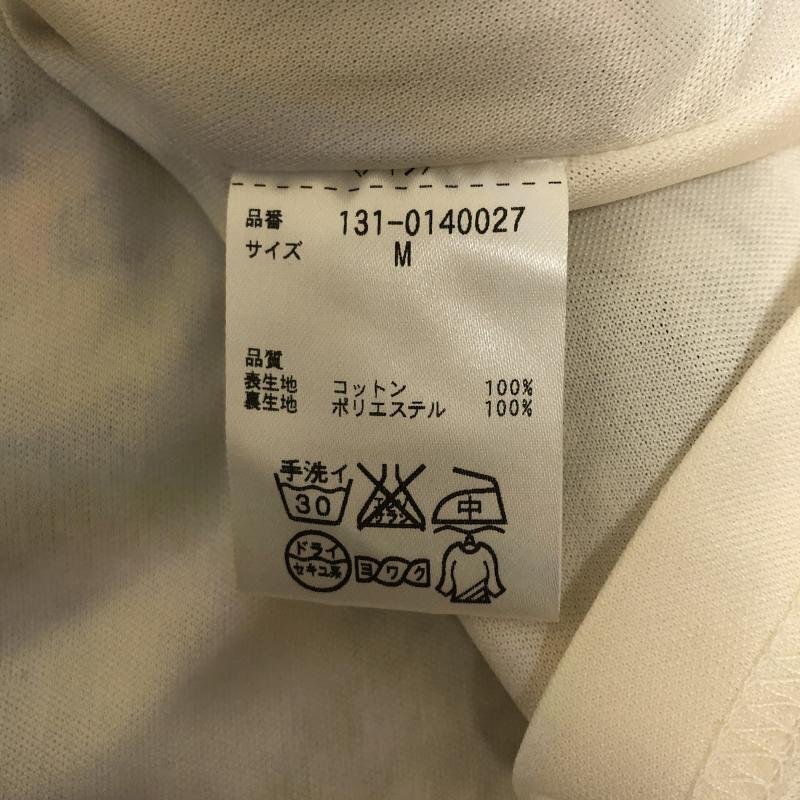 品番 131-0140027
サイズ M
品質
表生地 コットン 100%
裏生地 ポリエステル 100%
手洗イ
30
中
ドライ
セキユ系
ヨワク